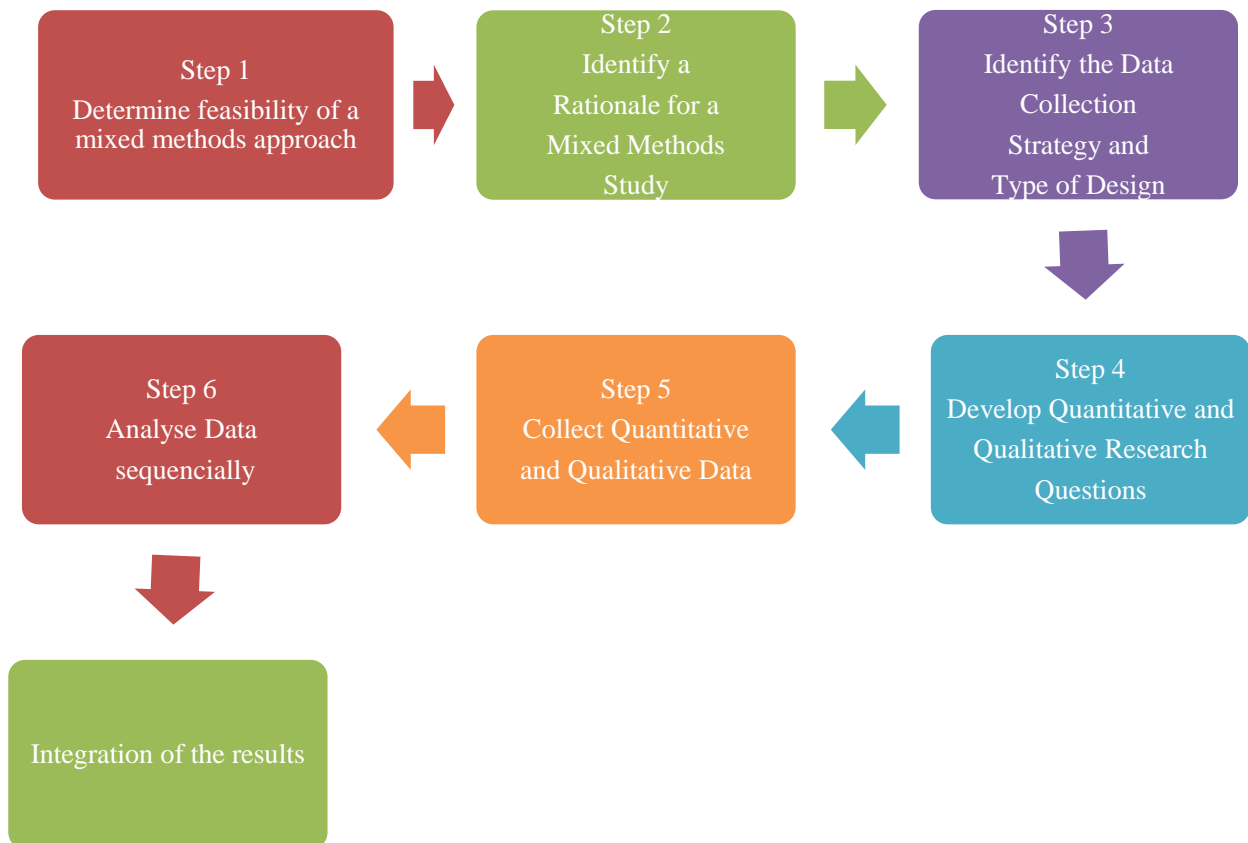 Step 1
Determine feasibility of a
mixed methods approach
Step 2
Identify a
Rationale for a
Mixed Methods
Study
Step 3
Identify the Data
Collection
Strategy and
Type of Design
Step 4
Develop Quantitative and
Qualitative Research
Questions
Step 5
Collect Quantitative
and Qualitative Data
Step 6
Analyse Data
sequencially
Integration of the results